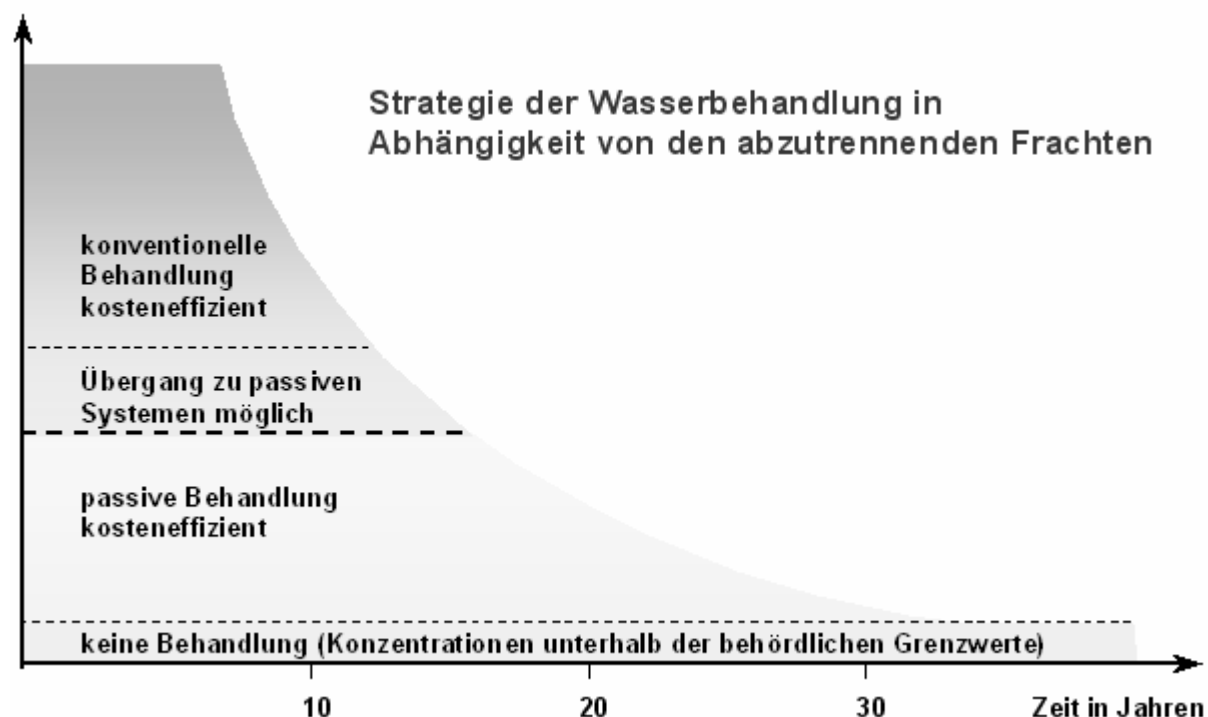 Strategie der Wasserbehandlung in
Abhängigkeit von den abzutrennenden Frachten
konventionelle
Behandlung
kosteneffizient
Übergang zu passiven
Systemen möglich
passive Behandlung
kosteneffizient
keine Behandlung (Konzentrationen unterhalb der behördlichen Grenzwerte)
10 20 30 Zeit in Jahren